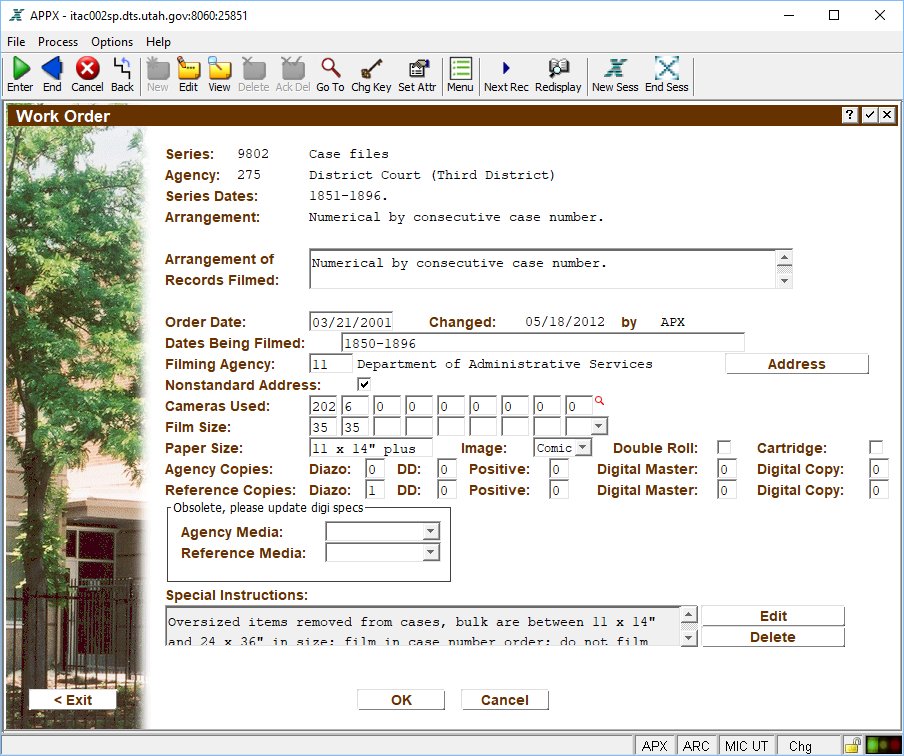 APPX - itac002sp.dts.utah.gov:8060:25851
File Process Options Help
Enter End Cancel Back New Edit View Delete Ack Del Go To Chg Key Set Attr Menu Next Rec Redisplay New Sess End Sess
Work Order
Series: 9802 Case files
Agency: 275 District Court (Third District)
Series Dates: 1851-1896.
Arrangement: Numerical by consecutive case number.
Arrangement of
Records Filmed: Numerical by consecutive case number.
Order Date: 03/21/2001 Changed: 05/18/2012 by APX
Dates Being Filmed: 1850-1896
Filming Agency: 11 Department of Administrative Services Address
Nonstandard Address:
Cameras Used: 202 6 0 0 0 0 0 0 0
Film Size: 35 35
Paper Size: 11 x 14" plus Image: Comic Double Roll: Cartridge:
Agency Copies: Diazo: 0 DD: 0 Positive: 0 Digital Master: 0 Digital Copy: 0
Reference Copies: Diazo: 1 DD: 0 Positive: 0 Digital Master: 0 Digital Copy: 0
Obsolete, please update digi specs
Agency Media:
Reference Media:
Special Instructions:
Oversized items removed from cases, bulk are between 11 x 14" Edit
and 24 x 36" in size; film in case number order; do not film Delete
< Exit OK Cancel
APX ARC MIC UT Chg